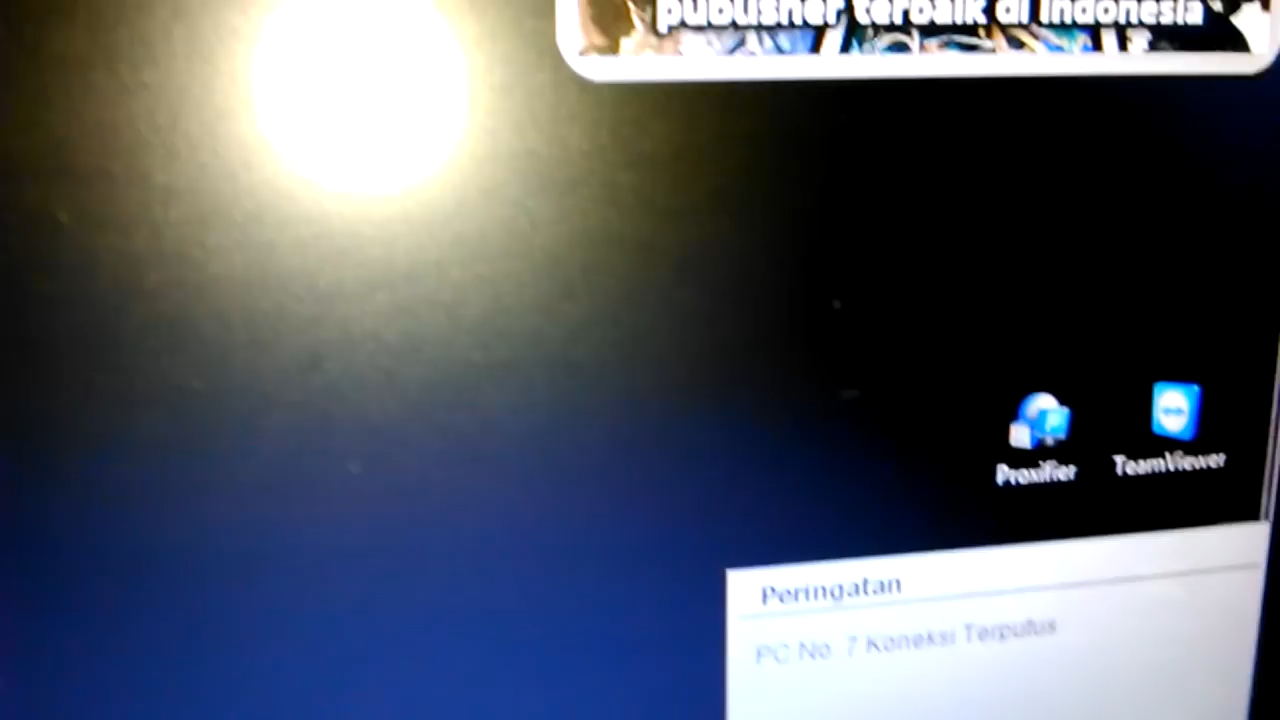 publisher terbaik di Indonesia
Proxifier
TeamViewer
Peringatan
PC No. 7 Koneksi Terputus